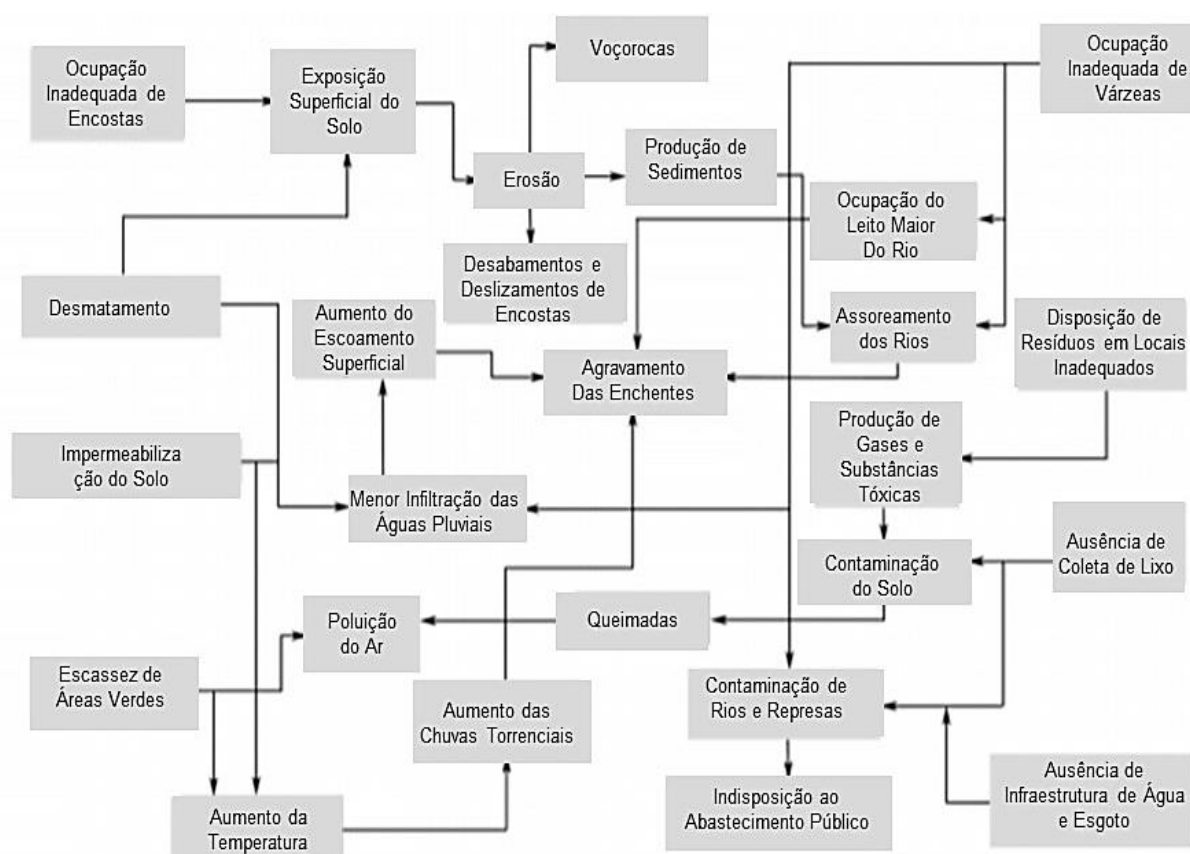 Ocupação
Inadequada de
Encostas
Exposição
Superficial do
Solo
Voçorocas
Ocupação
Inadequada de
Várzeas
Erosão
Produção de
Sedimentos
Ocupação do
Leito Maior
Do Rio
Desabamentos e
Deslizamentos de
Encostas
Desmatamento
Aumento do
Escoamento
Superficial
Assoreamento
dos Rios
Disposição de
Resíduos em Locais
Inadequados
Agravamento
Das Enchentes
Impermeabiliza
ção do Solo
Produção de
Gases e
Substâncias
Tóxicas
Menor Infiltração das
Águas Pluviais
Contaminação
do Solo
Ausência de
Coleta de Lixo
Poluição
do Ar
Queimadas
Escassez de
Áreas Verdes
Aumento das
Chuvas Torrenciais
Contaminação de
Rios e Represas
Aumento da
Temperatura
Indisposição ao
Abastecimento Público
Ausência de
Infraestrutura de Água
e Esgoto